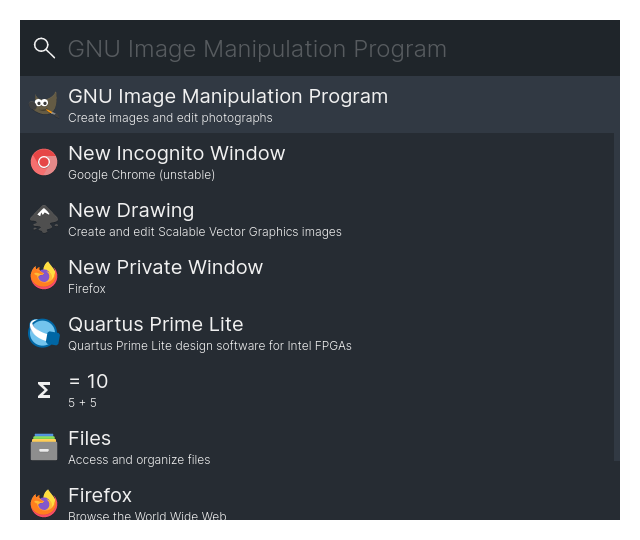 GNU Image Manipulation Program
GNU Image Manipulation Program
Create images and edit photographs
New Incognito Window
Google Chrome (unstable)
New Drawing
Create and edit Scalable Vector Graphics images
New Private Window
Firefox
Quartus Prime Lite
Quartus Prime Lite design software for Intel FPGAs
Σ = 10
5 + 5
Files
Access and organize files
Firefox
Browse the World Wide Web